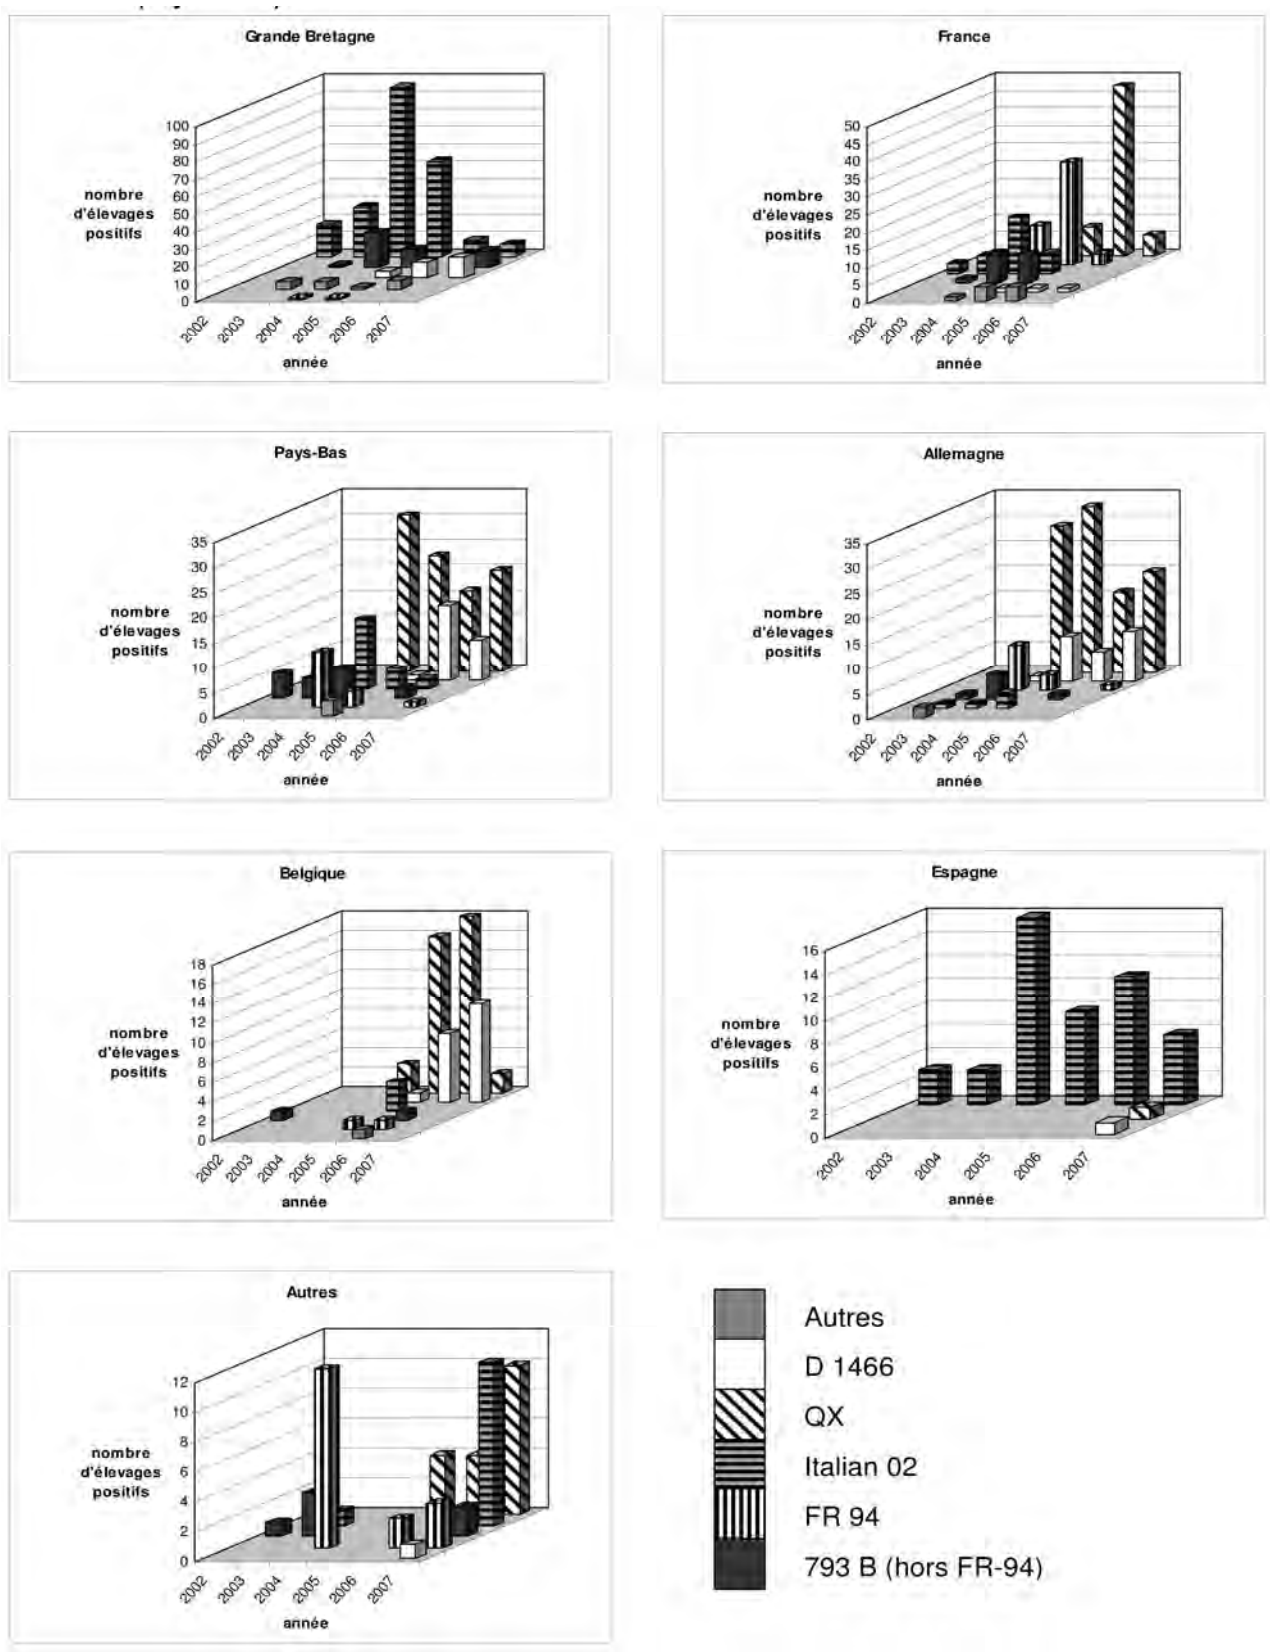 Grande Bretagne
100
90
80
70
60
50
40
30
20
10
0
nombre
d'élevages
positifs
2002
2003
2004
2005
2006
2007
année
France
50
45
40
35
30
25
20
15
10
5
0
nombre
d'élevages
positifs
2002
2003
2004
2005
2006
2007
année
Pays-Bas
35
30
25
20
15
10
5
0
nombre
d'élevages
positifs
2002
2003
2004
2005
2006
2007
année
Allemagne
35
30
25
20
15
10
5
0
nombre
d'élevages
positifs
2002
2003
2004
2005
2006
2007
année
Belgique
18
16
14
12
10
8
6
4
2
0
nombre
d'élevages
positifs
2002
2003
2004
2005
2006
2007
année
Espagne
16
14
12
10
8
6
4
2
0
nombre
d'élevages
positifs
2002
2003
2004
2005
2006
2007
année
Autres
12
10
8
6
4
2
0
nombre
d'élevages
positifs
2002
2003
2004
2005
2006
2007
année
Autres
D 1466
QX
Italian 02
FR 94
793 B (hors FR-94)